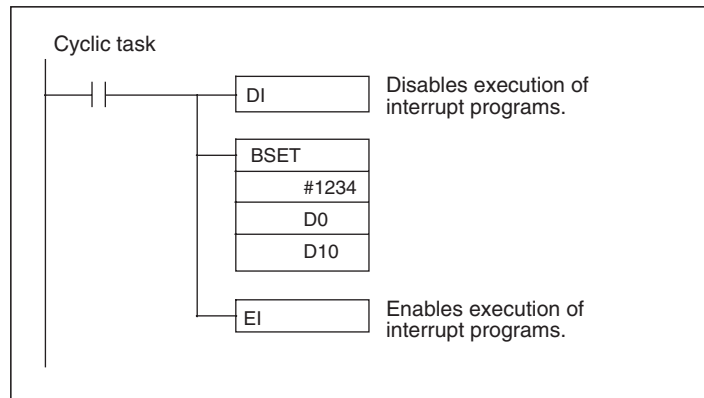 Cyclic task
DI
Disables execution of
interrupt programs.
BSET
#1234
D0
D10
EI
Enables execution of
interrupt programs.